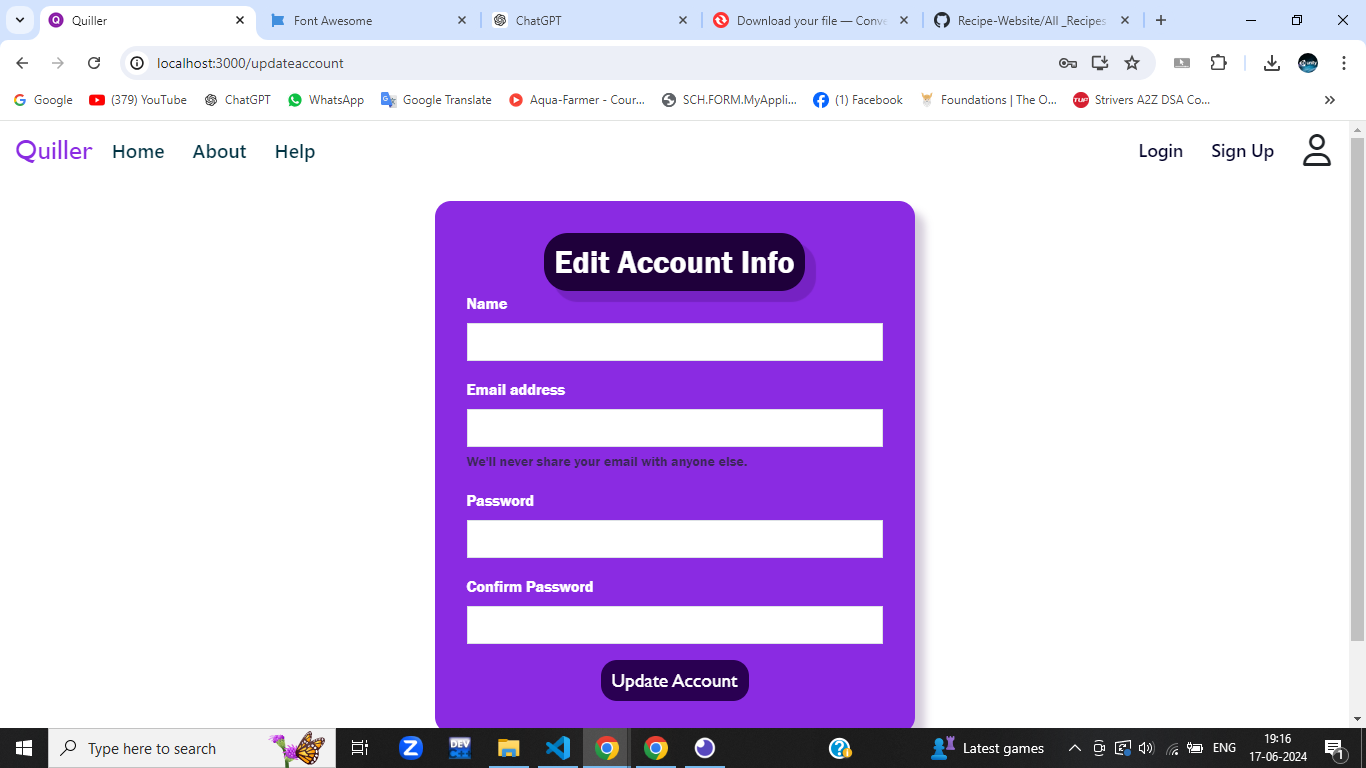 Quiller
Font Awesome
ChatGPT
Download your file — Conve
Recipe-Website/All _Recipes
localhost:3000/updateaccount
Google
(379) YouTube
ChatGPT
WhatsApp
Google Translate
Aqua-Farmer - Cour...
SCH.FORM.MyAppli...
(1) Facebook
Foundations | The O...
TUF
Strivers A2Z DSA Co...
Quiller
Home
About
Help
Login
Sign Up
Edit Account Info
Name
Email address
We'll never share your email with anyone else.
Password
Confirm Password
Update Account
Type here to search
DEV
Latest games
ENG
19:16
17-06-2024
1